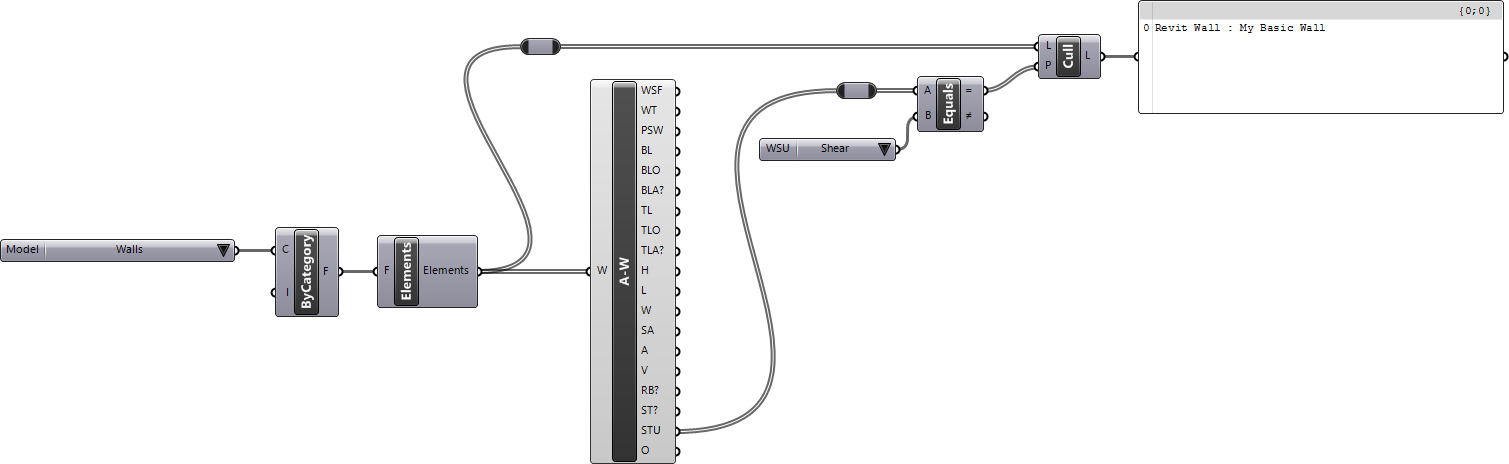 Model Walls
C
I
ByCategory
F
F
Elements
Elements
W
A-W
WSF
WT
PSW
BL
BLO
BLA?
TL
TLO
TLA?
H
L
W
SA
A
V
RB?
ST?
STU
O
WSU Shear
A
B
Equals
=
≠
L
P
Cull
L
{0;0}
0 Revit Wall : My Basic Wall